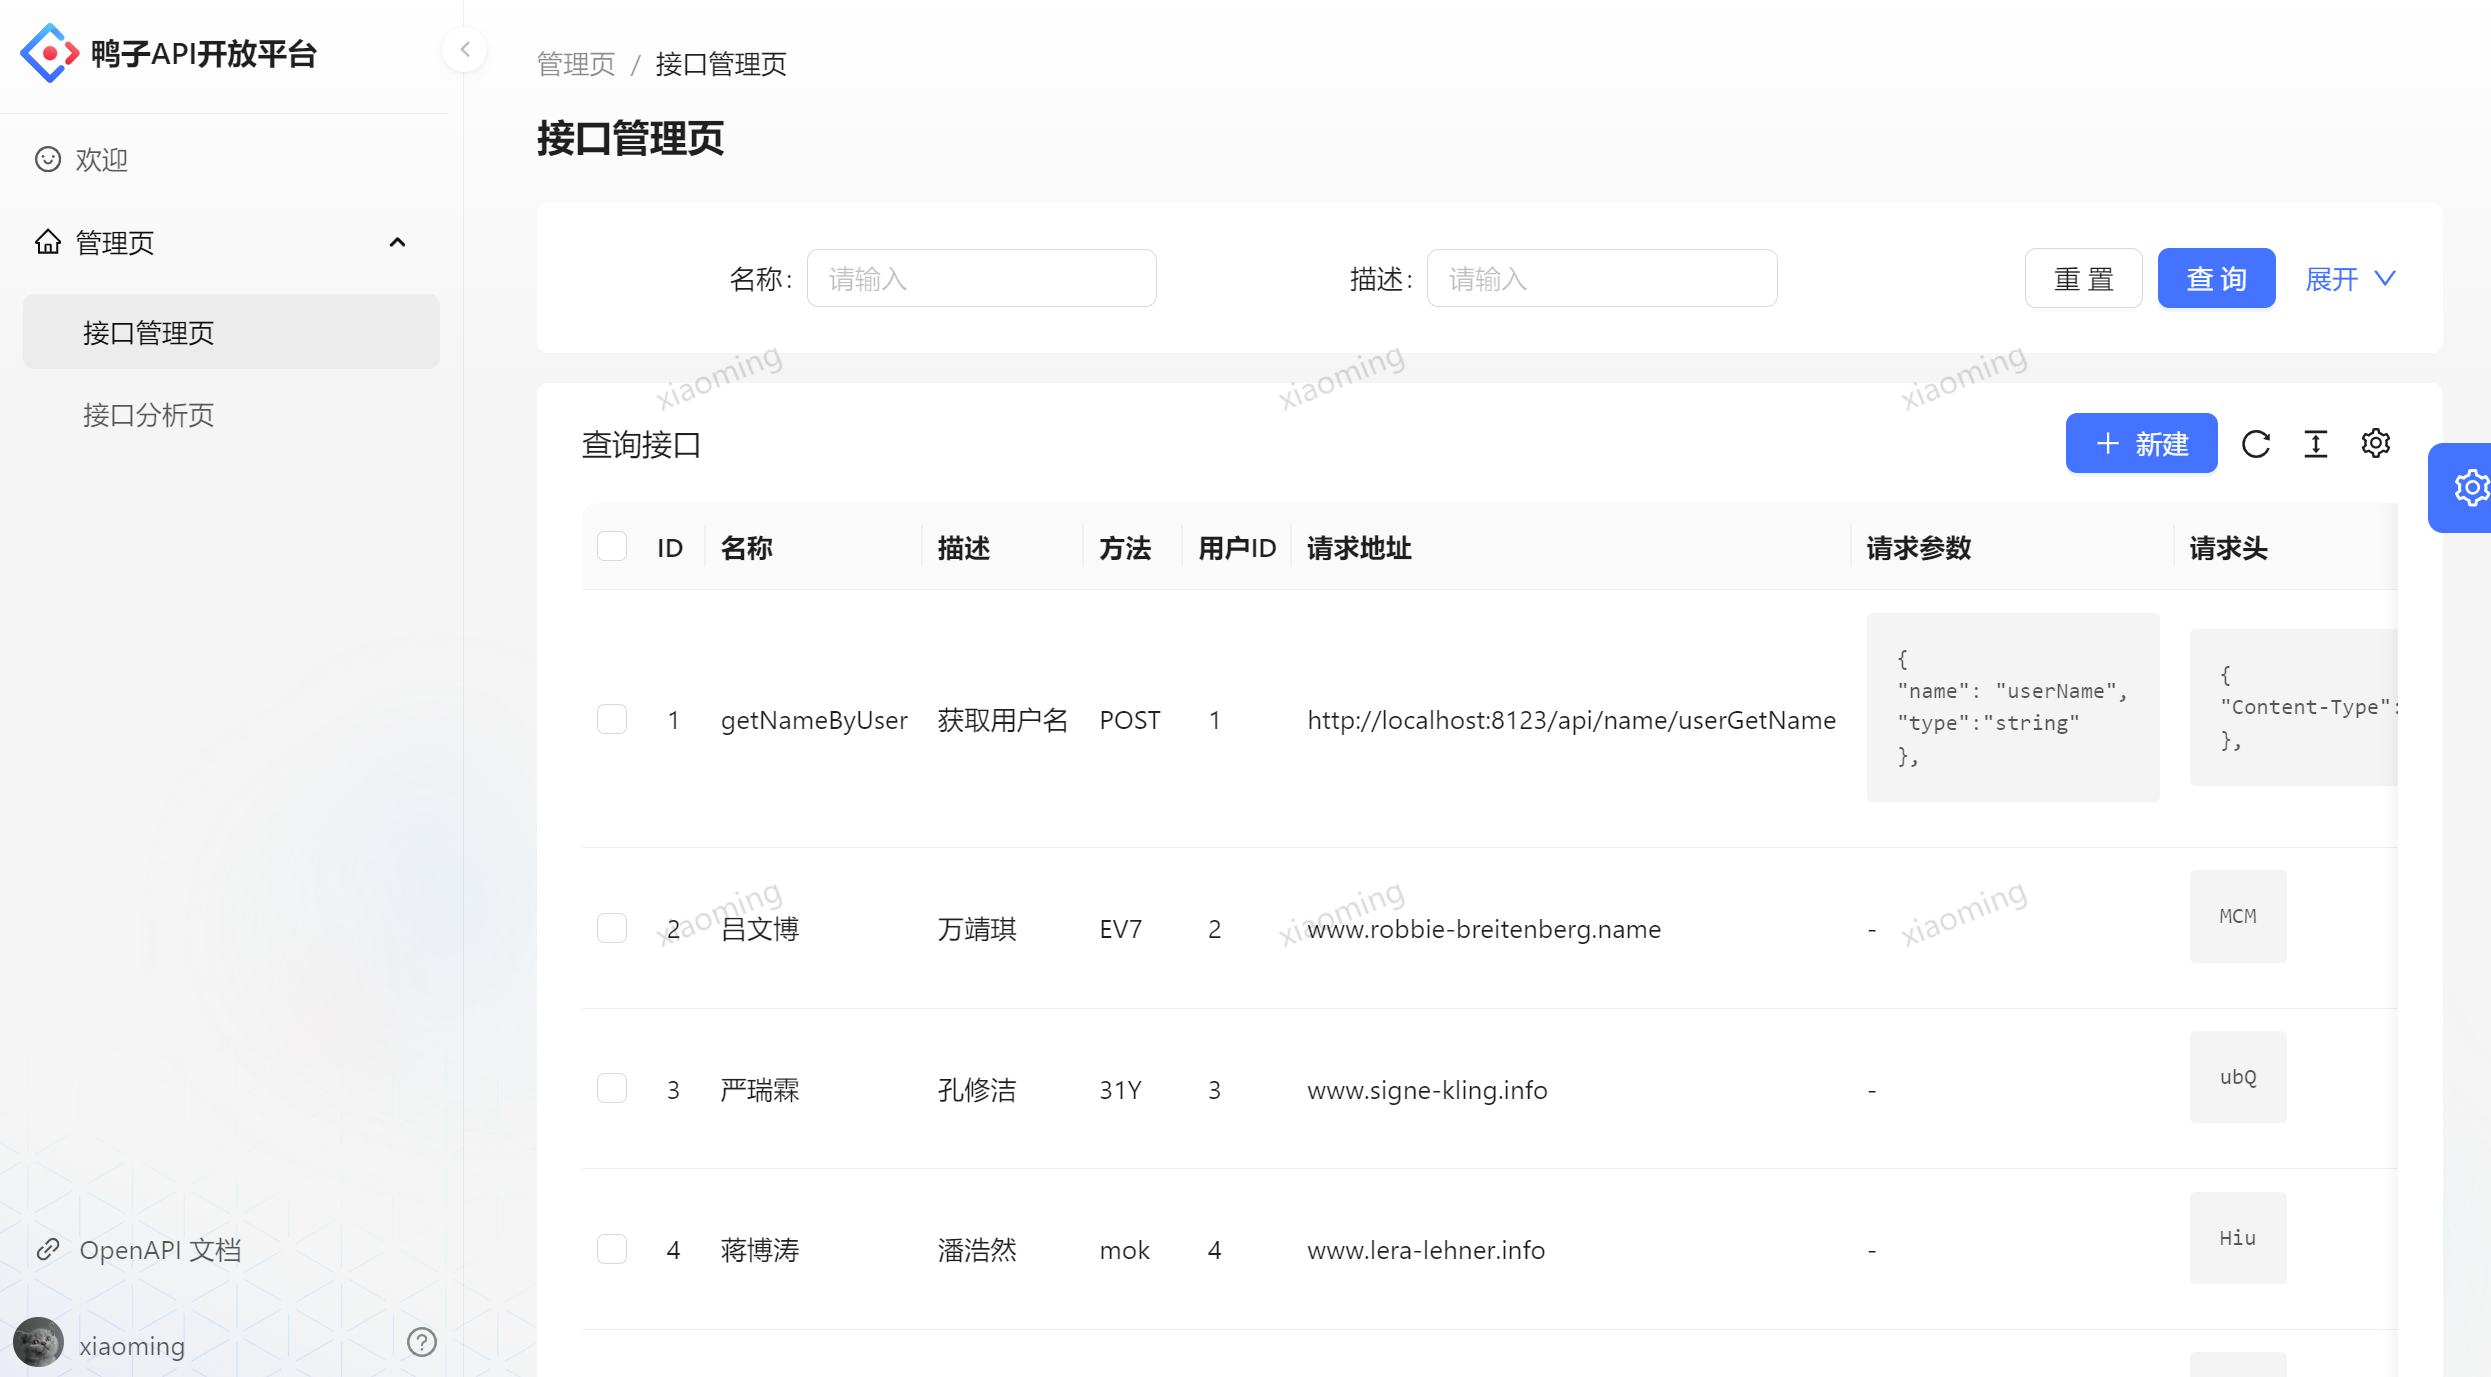 鸭子API开放平台
欢迎
管理页
接口管理页
接口分析页
OpenAPI 文档
xiaoming
管理页 / 接口管理页
接口管理页
名称: 请输入 描述: 请输入 重 置 查 询 展开
xiaoming xiaoming xiaoming
查询接口 新建
ID 名称 描述 方法 用户ID 请求地址 请求参数 请求头
1 getNameByUser 获取用户名 POST 1 http://localhost:8123/api/name/userGetName
{
"name": "userName",
"type":"string"
},
{
"Content-Type":
},
2 吕文博 万靖琪 EV7 2 www.robbie-breitenberg.name - MCM
xiaoming xiaoming xiaoming
3 严瑞霖 孔修洁 31Y 3 www.signe-kling.info - ubQ
4 蒋博涛 潘浩然 mok 4 www.lera-lehner.info - Hiu